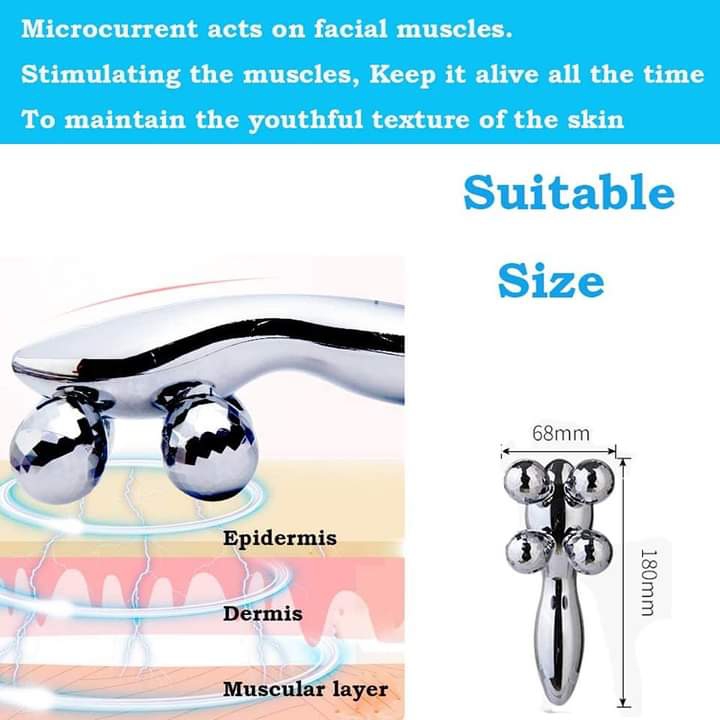 Microcurrent acts on facial muscles.
Stimulating the muscles, Keep it alive all the time
To maintain the youthful texture of the skin
Suitable
Size
68mm
180mm
Epidermis
Dermis
Muscular layer